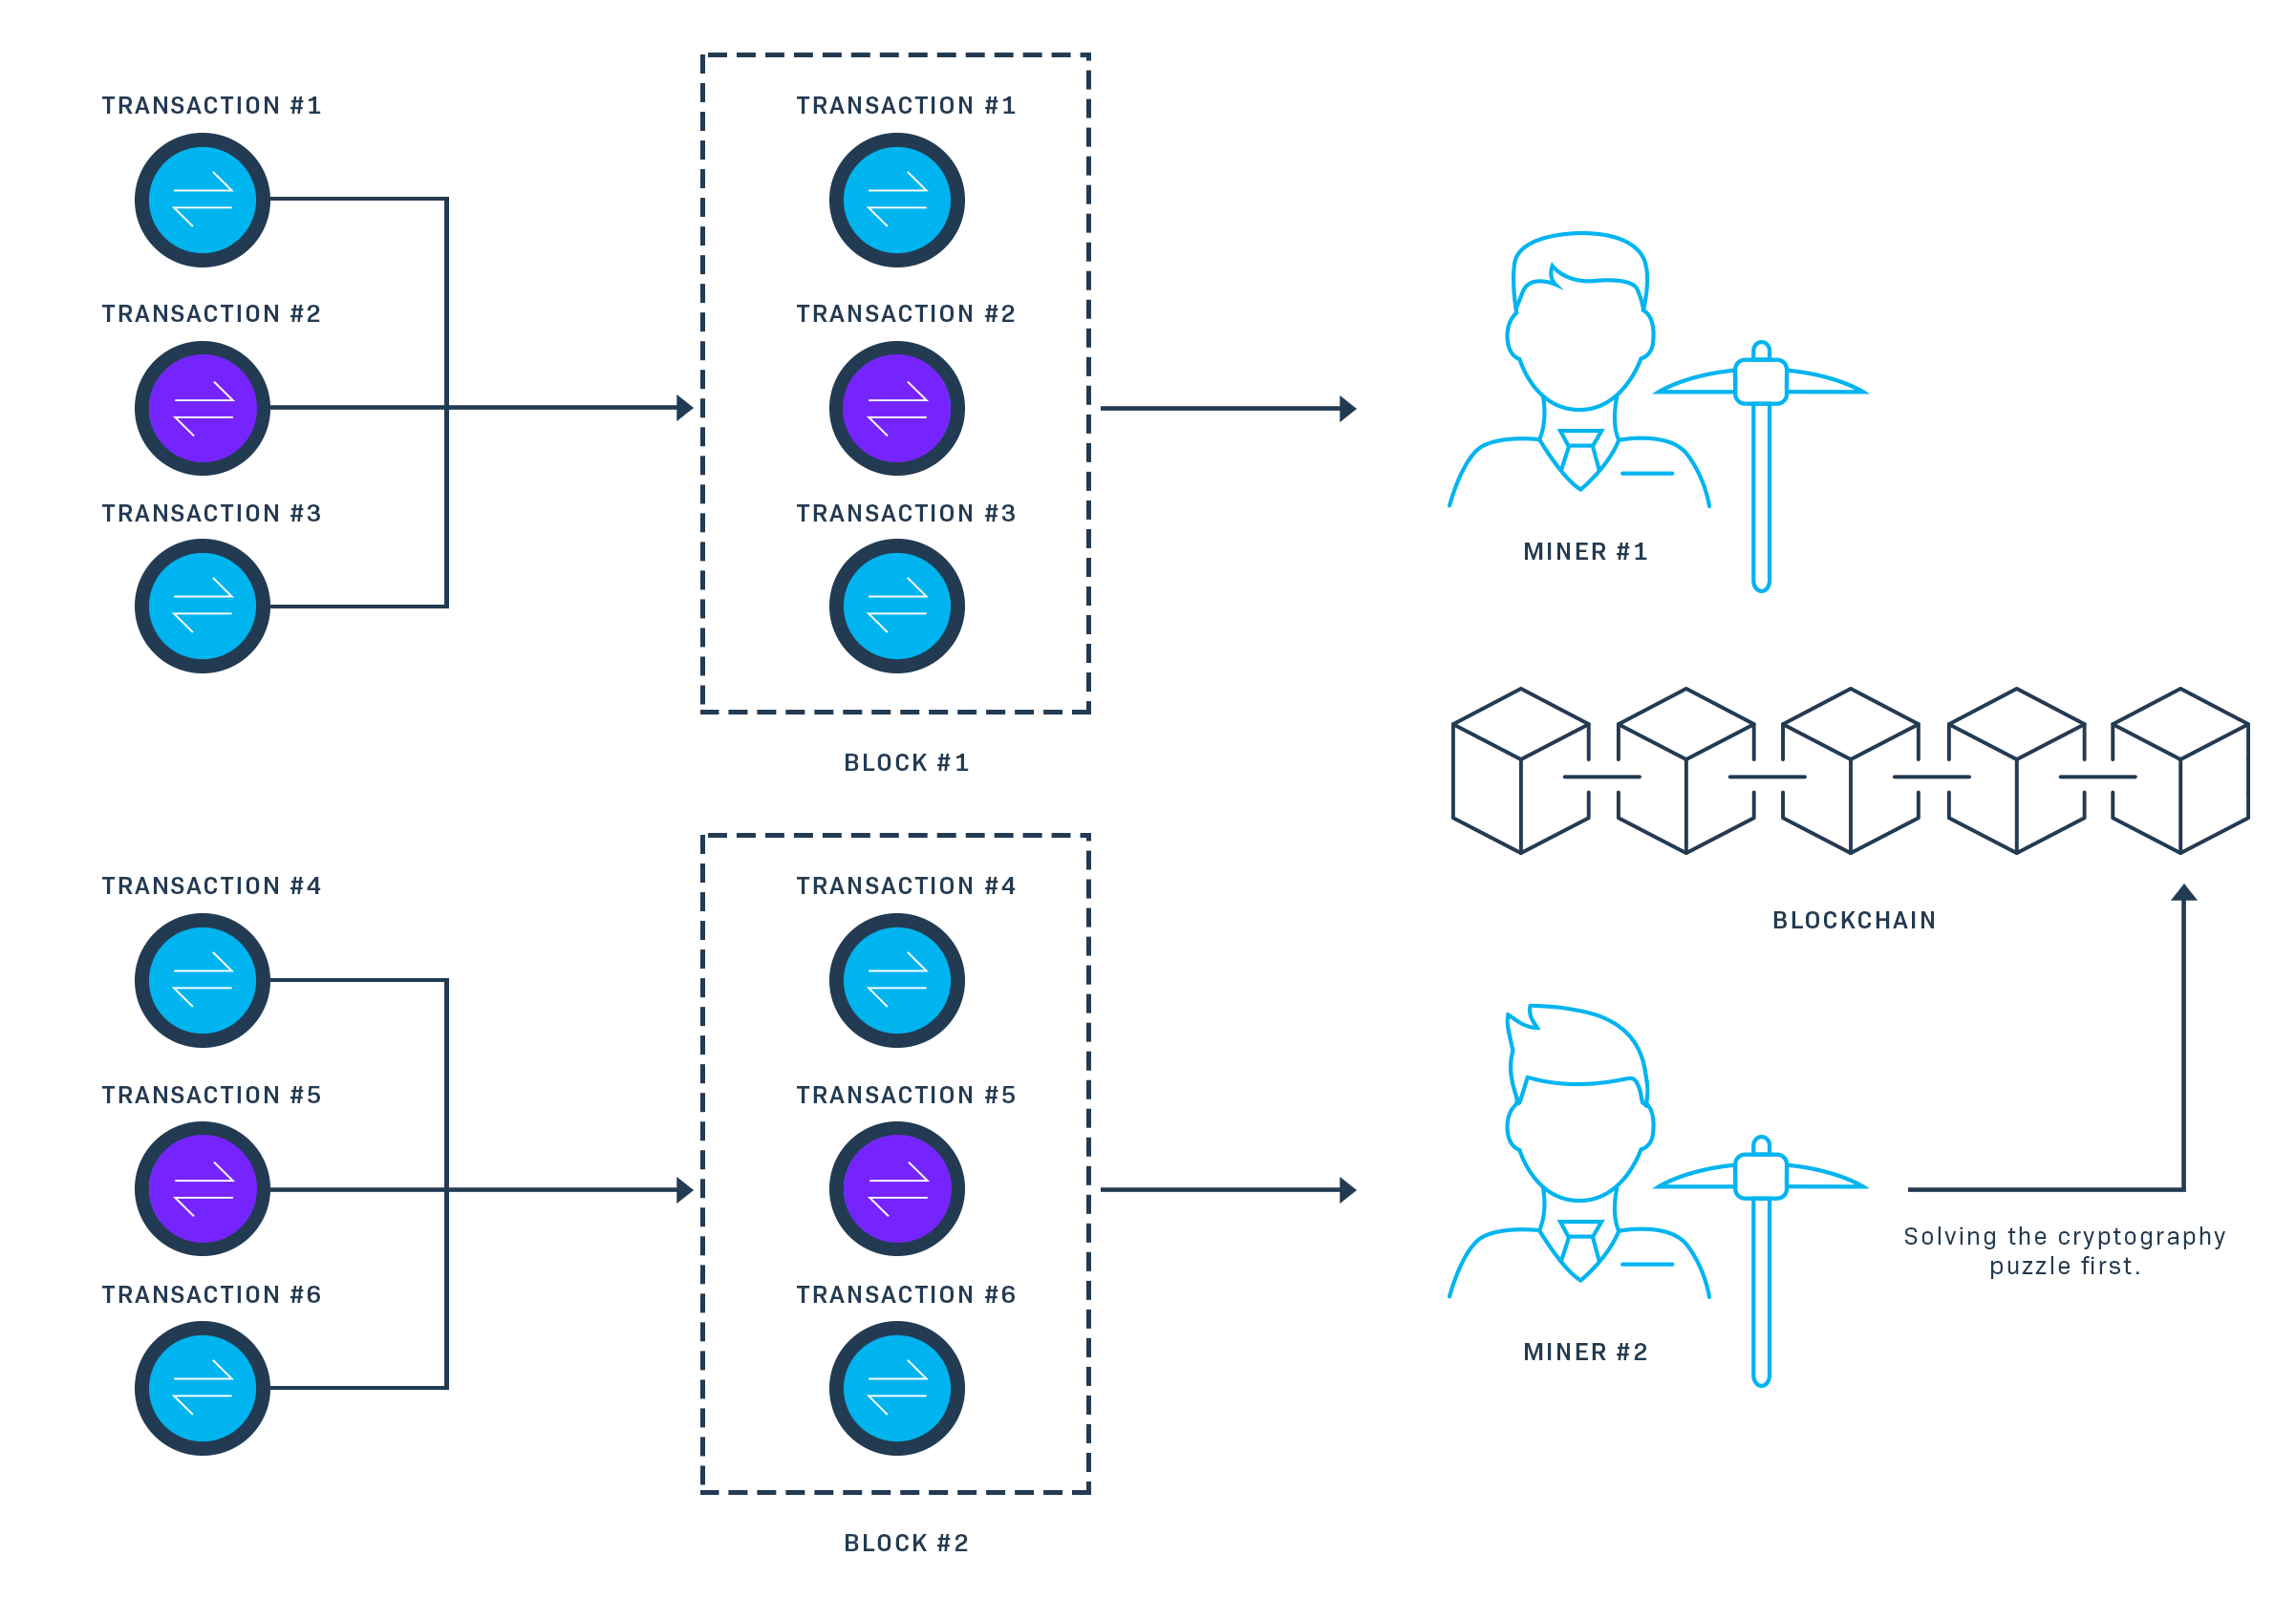 TRANSACTION #1
TRANSACTION #2
TRANSACTION #3
TRANSACTION #1
TRANSACTION #2
TRANSACTION #3
BLOCK #1
MINER #1
BLOCKCHAIN
TRANSACTION #4
TRANSACTION #5
TRANSACTION #6
TRANSACTION #4
TRANSACTION #5
TRANSACTION #6
BLOCK #2
MINER #2
Solving the cryptography
puzzle first.